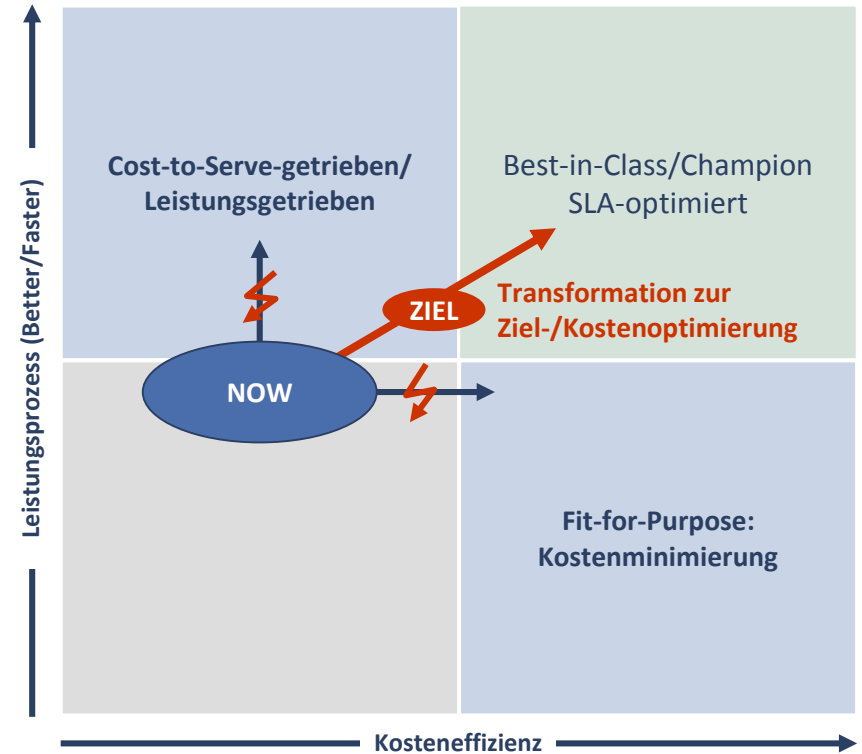 Leistungsprozess (Better/Faster)
Cost-to-Serve-getrieben/
Leistungsgetrieben
Best-in-Class/Champion
SLA-optimiert
ZIEL
Transformation zur
Ziel-/Kostenoptimierung
NOW
Fit-for-Purpose:
Kostenminimierung
Kosteneffizienz